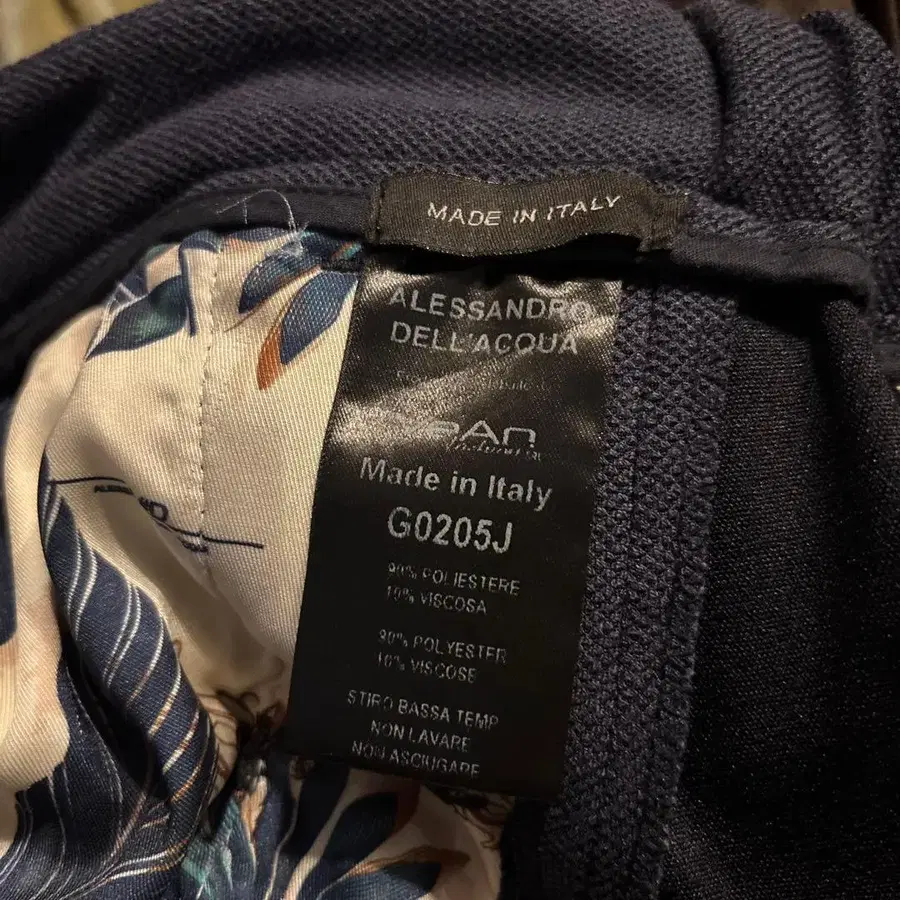 MADE IN ITALY
ALESSANDRO
DELL'ACQUA
Made in Italy
G0205J
90% POLIESTERE
10% VISCOSA
90% POLYESTER
10% VISCOSE
STIRO BASSA TEMP
NON LAVARE
NON ASCIUGARE